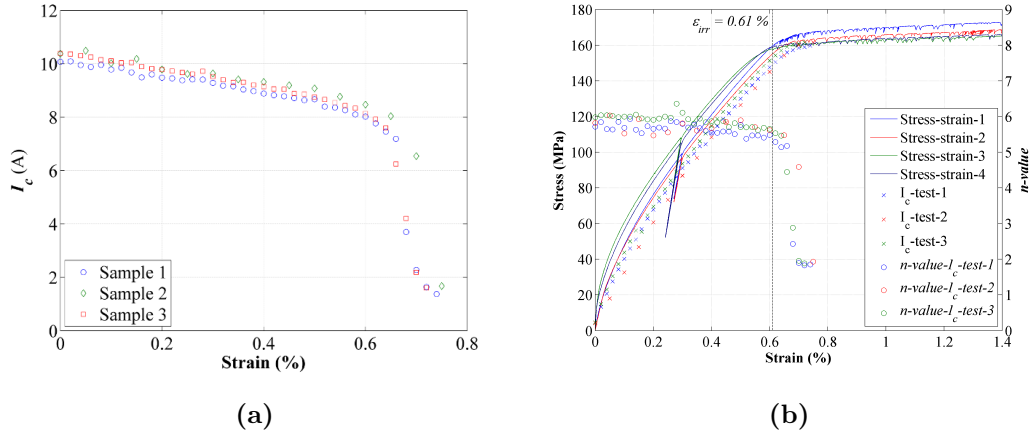 12
10
8
6
4
2
0
I_c (A)
Sample 1
Sample 2
Sample 3
0
0.2
0.4
0.6
0.8
Strain (%)
(a)
ε_irr = 0.61 %
180
160
140
120
100
80
60
40
20
0
Stress (MPa)
9
8
7
6
5
4
3
2
1
0
n-value
Stress-strain-1
Stress-strain-2
Stress-strain-3
Stress-strain-4
I_c-test-1
I_c-test-2
I_c-test-3
n-value-I_c-test-1
n-value-I_c-test-2
n-value-I_c-test-3
0
0.2
0.4
0.6
0.8
1
1.2
1.4
Strain (%)
(b)